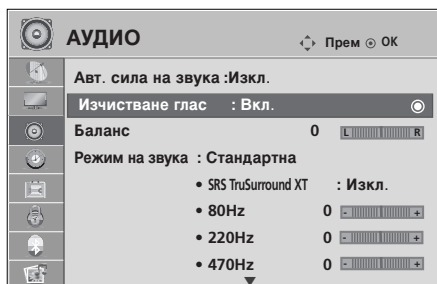 АУДИО
Прем OK
Авт. сила на звука :Изкл.
Изчистване глас : Вкл.
Баланс 0 L R
Режим на звука : Стандартна
• SRS TruSurround XT : Изкл.
• 80Hz 0 - +
• 220Hz 0 - +
• 470Hz 0 - +